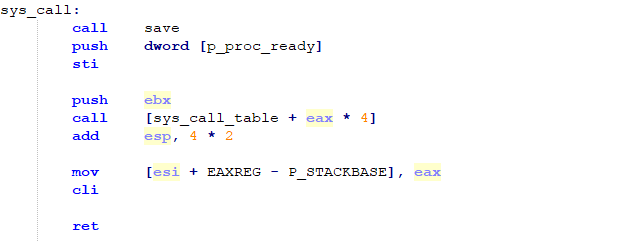 sys_call:
call save
push dword [p_proc_ready]
sti
push ebx
call [sys_call_table + eax * 4]
add esp, 4 * 2
mov [esi + EAXREG - P_STACKBASE], eax
cli
ret